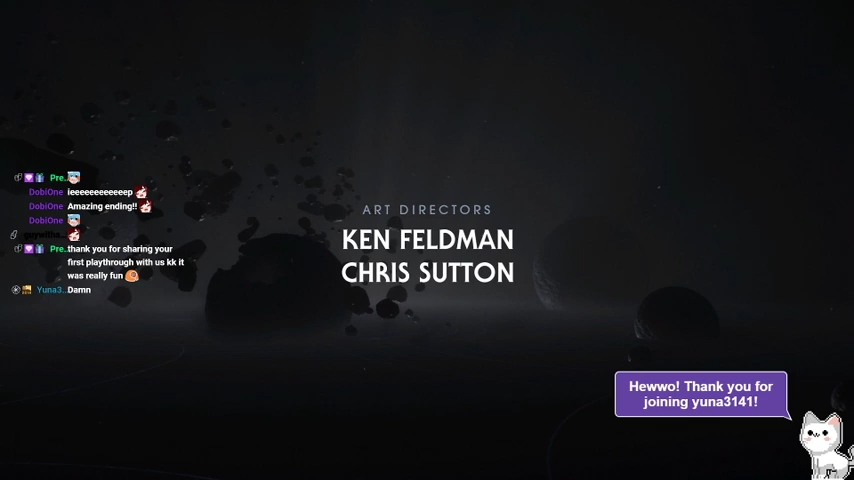 ART DIRECTORS
KEN FELDMAN
CHRIS SUTTON
Pre..
DobiOne ieeeeeeeeeeep
DobiOne Amazing ending!!
DobiOne
Pre..thank you for sharing your
first playthrough with us kk it
was really fun
Yuna3..Damn
Hewwo! Thank you for
joining yuna3141!